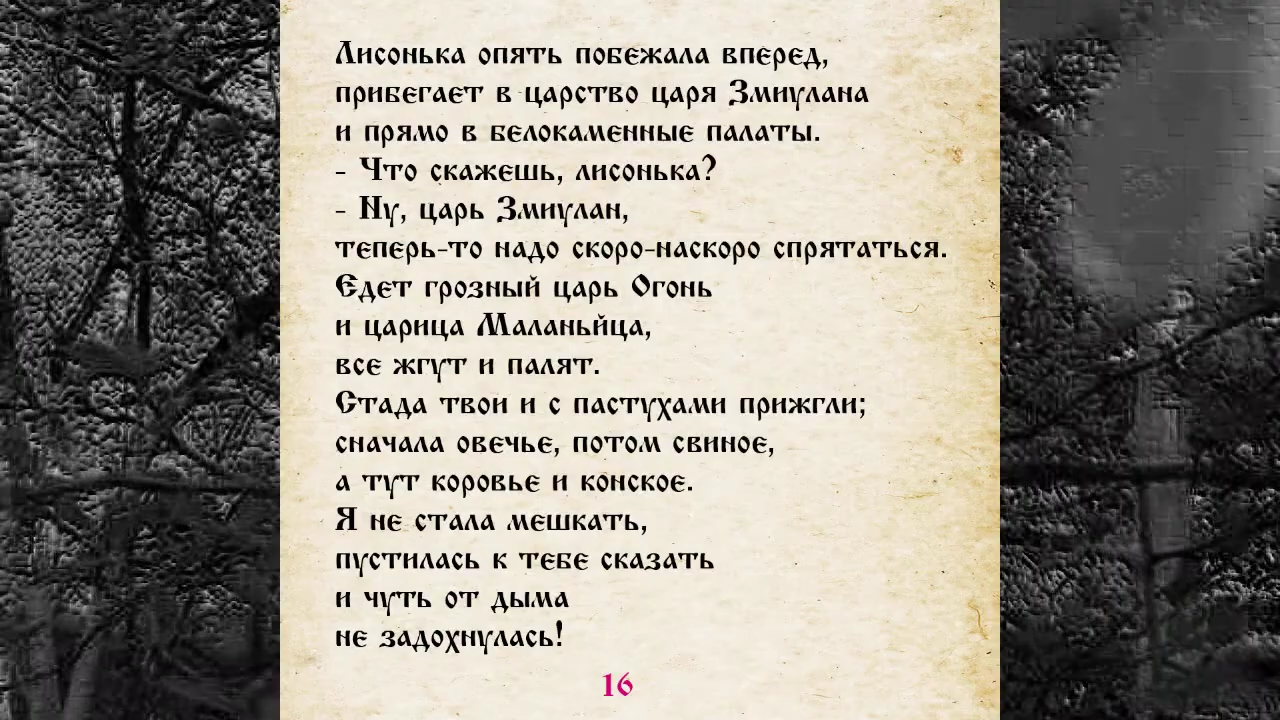 Лисонька опять побежала вперед,
прибегает в царство царя Змиулана
и прямо в белокаменные палаты.
- Что скажешь, лисонька?
- Ну, царь Змиулан,
теперь-то надо скоро-наскоро спрятаться.
Едет грозный царь Огонь
и царица Маланьйца,
все жгут и палят.
Стада твои и с пастухами прижгли;
сначала овечье, потом свиное,
а тут коровье и конское.
Я не стала мешкать,
пустилась к тебе сказать
и чуть от дыма
не задохнулась!
16